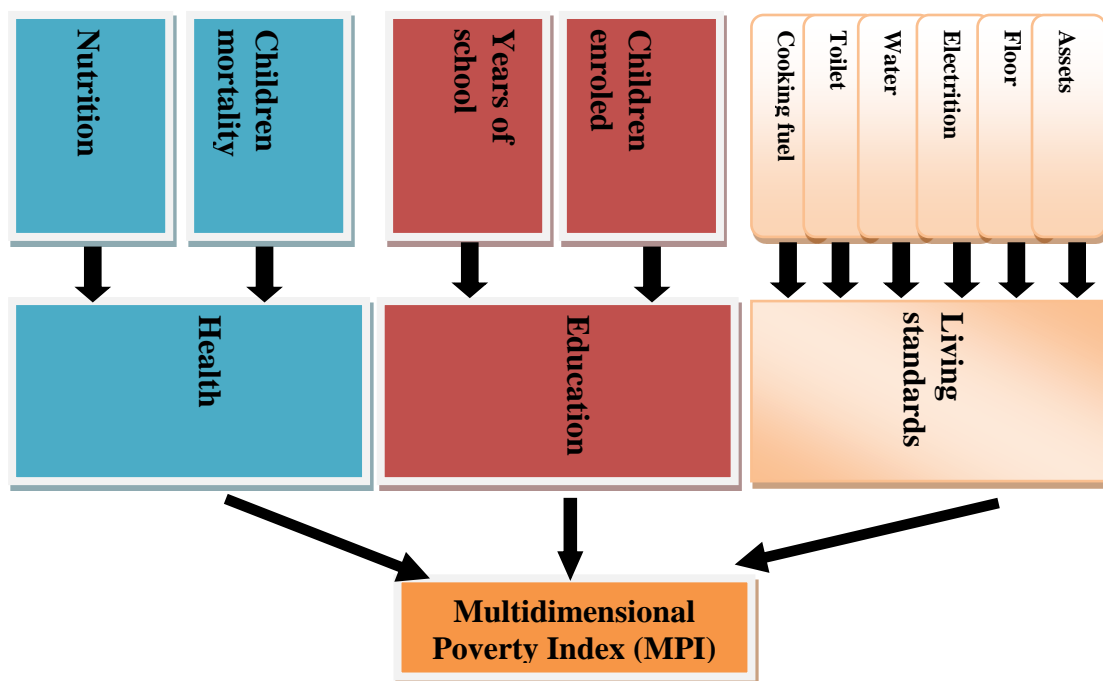 Nutrition
Children
mortality
Years of
school
Children
enroled
Cooking fuel
Toilet
Water
Electrition
Floor
Assets
Health
Education
Living
standards
Multidimensional
Poverty Index (MPI)